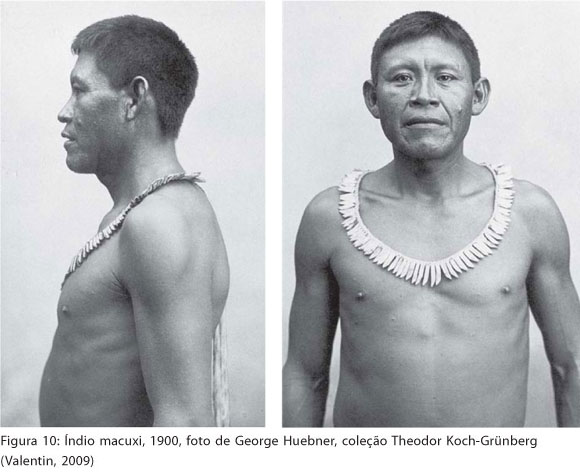 Figura 10: Índio macuxi, 1900, foto de George Huebner, coleção Theodor Koch-Grünberg
(Valentin, 2009)